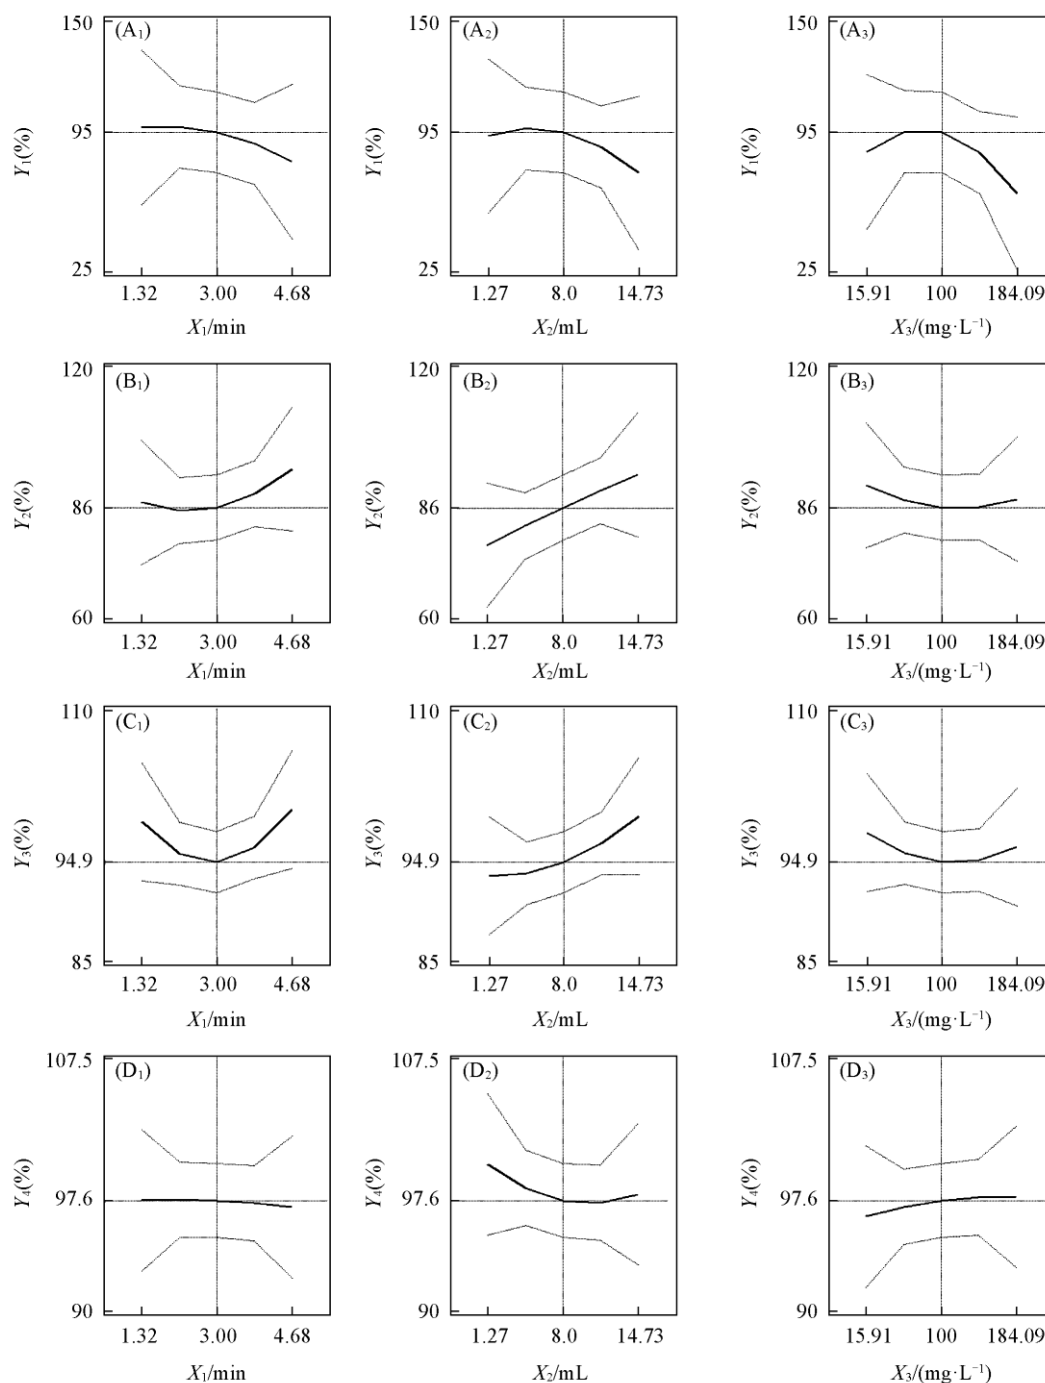 150 (A₁) 150 (A₂) 150 (A₃)
Y₁(%) 95 Y₁(%) 95 Y₁(%) 95
25 25 25
1.32 3.00 4.68 1.27 8.0 14.73 15.91 100 184.09
X₁/min X₂/mL X₃/(mg·L⁻¹)
120 (B₁) 120 (B₂) 120 (B₃)
Y₂(%) 86 Y₂(%) 86 Y₂(%) 86
60 60 60
1.32 3.00 4.68 1.27 8.0 14.73 15.91 100 184.09
X₁/min X₂/mL X₃/(mg·L⁻¹)
110 (C₁) 110 (C₂) 110 (C₃)
Y₃(%) 94.9 Y₃(%) 94.9 Y₃(%) 94.9
85 85 85
1.32 3.00 4.68 1.27 8.0 14.73 15.91 100 184.09
X₁/min X₂/mL X₃/(mg·L⁻¹)
107.5 (D₁) 107.5 (D₂) 107.5 (D₃)
Y₄(%) 97.6 Y₄(%) 97.6 Y₄(%) 97.6
90 90 90
1.32 3.00 4.68 1.27 8.0 14.73 15.91 100 184.09
X₁/min X₂/mL X₃/(mg·L⁻¹)